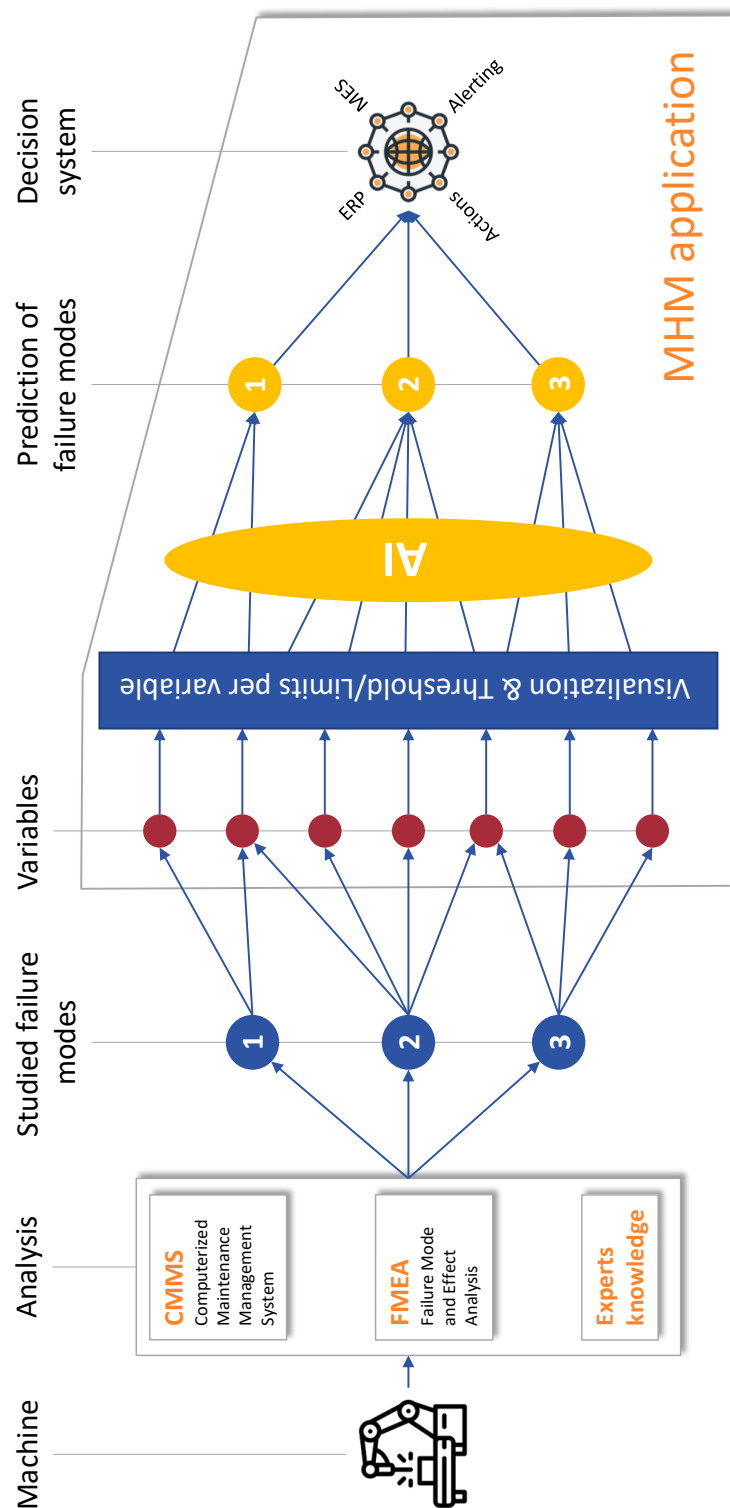 Machine
Analysis
Studied failure
modes
Variables
Prediction of
failure modes
Decision
system
CMMS
Computerized
Maintenance
Management
System
FMEA
Failure Mode
and Effect
Analysis
Experts
knowledge
1
2
3
Visualization & Threshold/Limits per variable
AI
1
2
3
ERP
MES
Actions
Alerting
MHM application